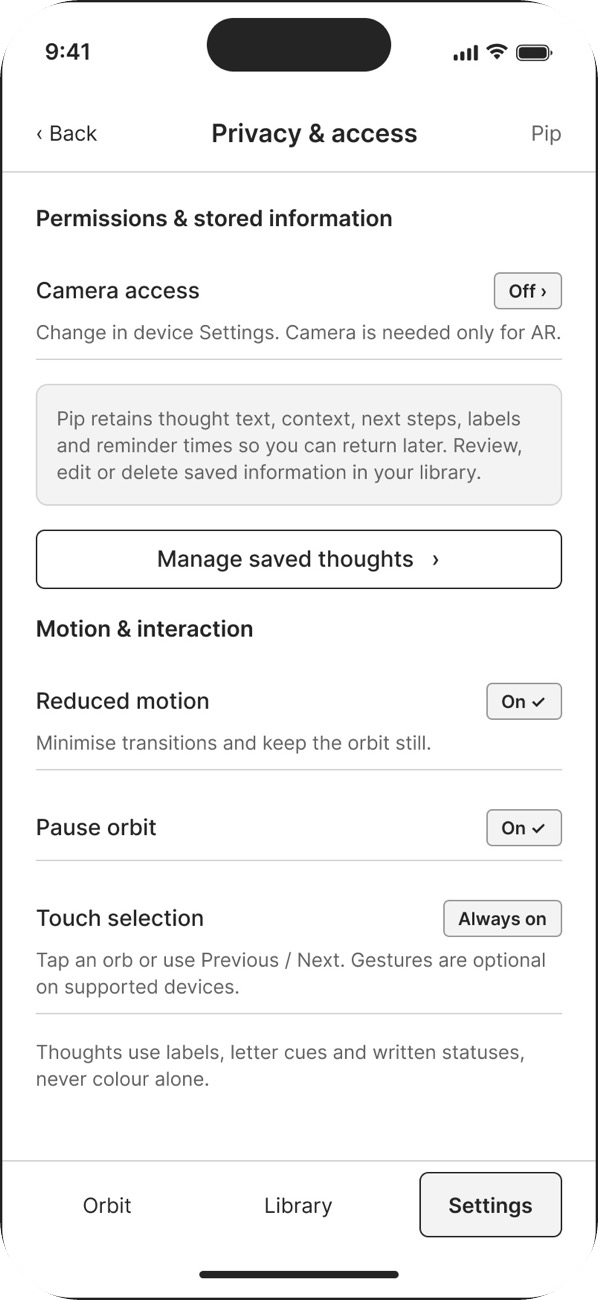 9:41
‹ Back
Privacy & access
Pip
Permissions & stored information
Camera access
Off ›
Change in device Settings. Camera is needed only for AR.
Pip retains thought text, context, next steps, labels
and reminder times so you can return later. Review,
edit or delete saved information in your library.
Manage saved thoughts ›
Motion & interaction
Reduced motion
On ✓
Minimise transitions and keep the orbit still.
Pause orbit
On ✓
Touch selection
Always on
Tap an orb or use Previous / Next. Gestures are optional
on supported devices.
Thoughts use labels, letter cues and written statuses,
never colour alone.
Orbit
Library
Settings